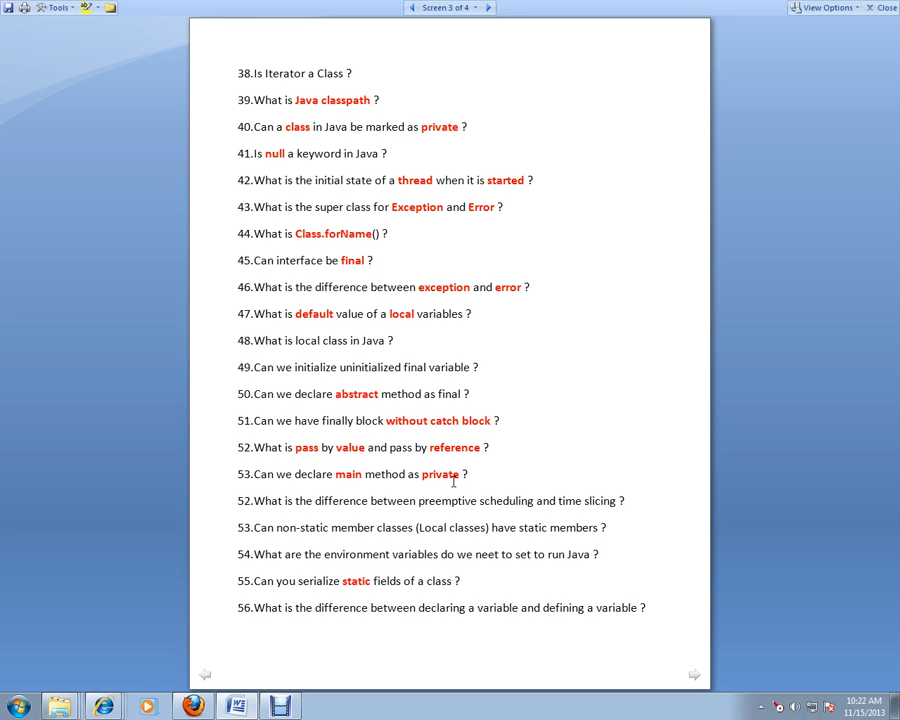 Tools
Screen 3 of 4
View Options
Close
38.Is Iterator a Class ?
39.What is Java classpath ?
40.Can a class in Java be marked as private ?
41.Is null a keyword in Java ?
42.What is the initial state of a thread when it is started ?
43.What is the super class for Exception and Error ?
44.What is Class.forName() ?
45.Can interface be final ?
46.What is the difference between exception and error ?
47.What is default value of a local variables ?
48.What is local class in Java ?
49.Can we initialize uninitialized final variable ?
50.Can we declare abstract method as final ?
51.Can we have finally block without catch block ?
52.What is pass by value and pass by reference ?
53.Can we declare main method as private ?
52.What is the difference between preemptive scheduling and time slicing ?
53.Can non-static member classes (Local classes) have static members ?
54.What are the environment variables do we neet to set to run Java ?
55.Can you serialize static fields of a class ?
56.What is the difference between declaring a variable and defining a variable ?
10:22 AM
11/15/2013